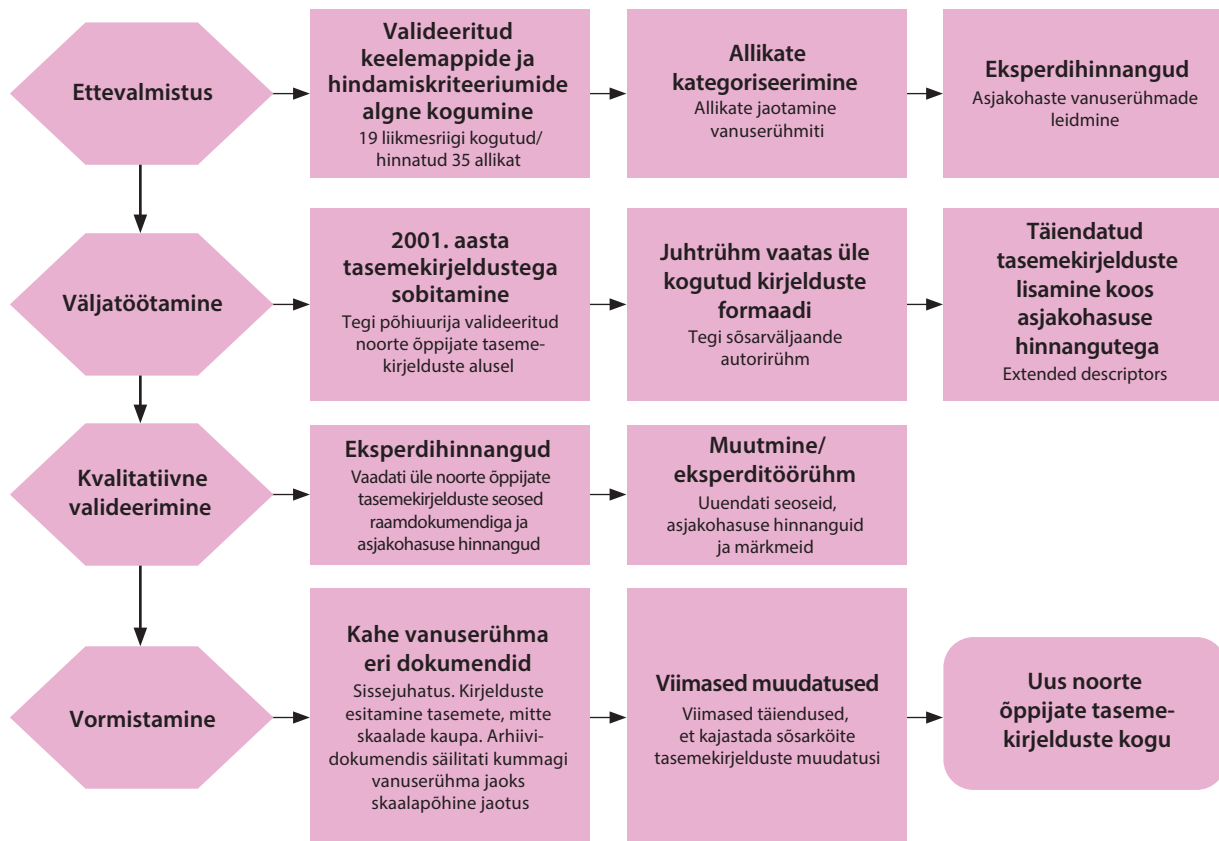 Ettevalmistus
Valideeritud
keelemappide ja
hindamiskriteeriumide
algne kogumine
19 liikmesriigi kogutud/
hinnatud 35 allikat
Allikate
kategoriseerimine
Allikate jaotamine
vanuserühmiti
Eksperdihinnangud
Asjakohaste vanuserühmade
leidmine
Väljatöötamine
2001. aasta
tasemekirjeldustega
sobitamine
Tegi põhiuurija valideeritud
noorte õppijate taseme-
kirjelduste alusel
Juhtrühm vaatas üle
kogutud kirjelduste
formaadi
Tegi sõsarväljaande
autorirühm
Täiendatud
tasemekirjelduste
lisamine koos
asjakohasuse
hinnangutega
Extended descriptors
Kvalitatiivne
valideerimine
Eksperdihinnangud
Vaadati üle noorte õppijate
tasemekirjelduste seosed
raamdokumendiga ja
asjakohasuse hinnangud
Muutmine/
eksperditöörühm
Uuendati seoseid,
asjakohasuse hinnanguid
ja märkmeid
Vormistamine
Kahe vanuserühma
eri dokumendid
Sissejuhatus. Kirjelduste
esitamine tasemete, mitte
skaalade kaupa. Arhiivi-
dokumendis säilitati kummagi
vanuserühma jaoks
skaalapõhine jaotus
Viimased muudatused
Viimased täiendused,
et kajastada sõsarköite
tasemekirjelduste muudatusi
Uus noorte
õppijate taseme-
kirjelduste kogu